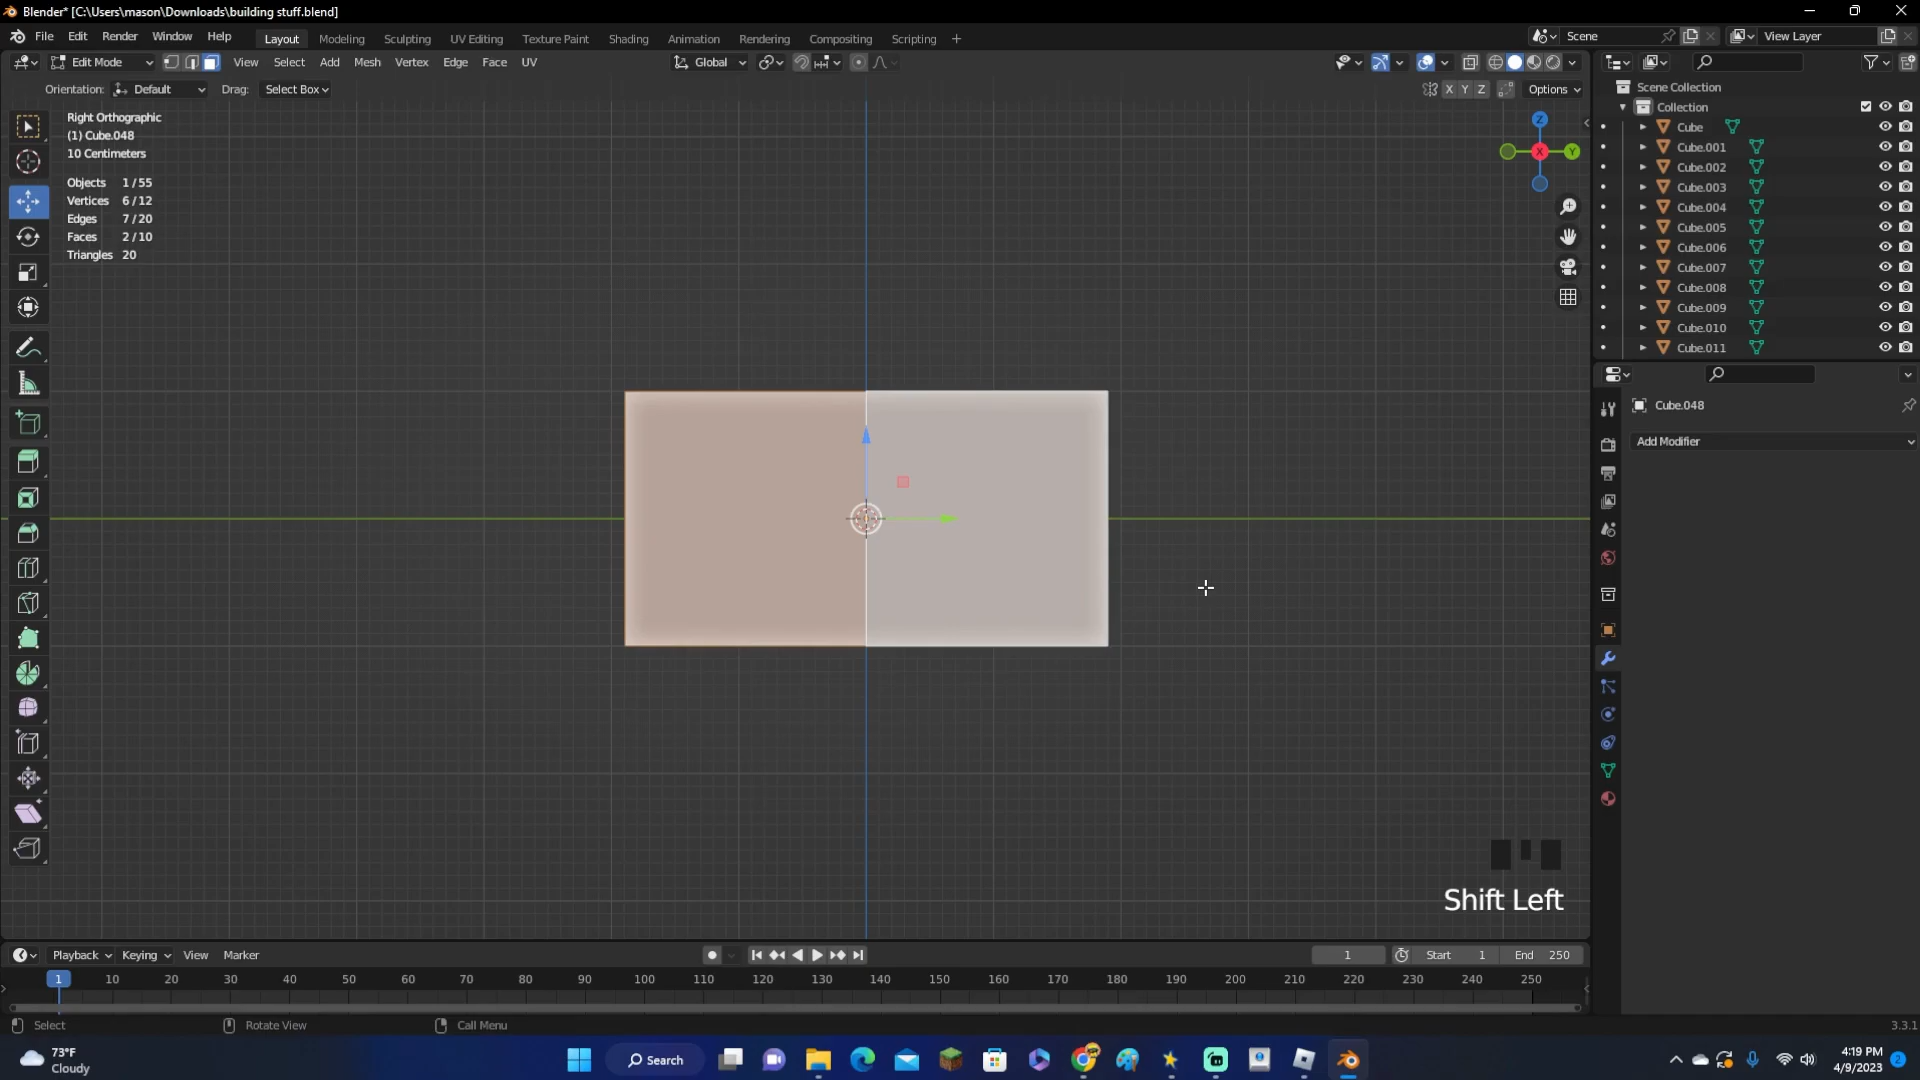 Blender* [C:\Users\mason\Downloads\building stuff.blend]
File Edit Render Window Help Layout Modeling Sculpting UV Editing Texture Paint Shading Animation Rendering Compositing Scripting + Scene View Layer
Edit Mode View Select Add Mesh Vertex Edge Face UV Global
Orientation: Default Drag: Select Box X Y Z Options
Right Orthographic
(1) Cube.048
10 Centimeters
Objects 1/55
Vertices 6/12
Edges 7/20
Faces 2/10
Triangles 20
Z
X
Y
Scene Collection
Collection
Cube
Cube.001
Cube.002
Cube.003
Cube.004
Cube.005
Cube.006
Cube.007
Cube.008
Cube.009
Cube.010
Cube.011
Cube.048
Add Modifier
Shift Left
Playback Keying View Marker 1 Start 1 End 250
1 10 20 30 40 50 60 70 80 90 100 110 120 130 140 150 160 170 180 190 200 210 220 230 240 250
Select Rotate View Call Menu 3.3.1
73°F
Cloudy
Search
4:19 PM
4/9/2023
2